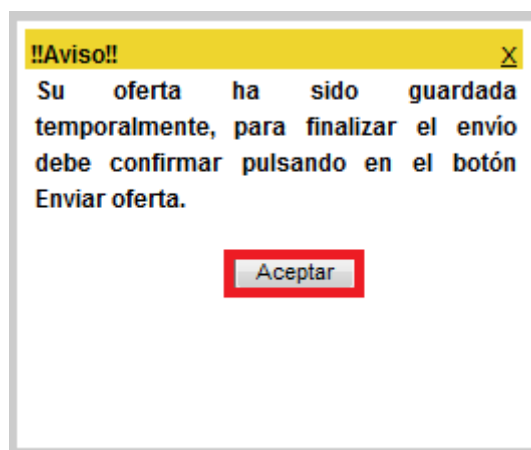 !!Aviso!! X
Su oferta ha sido guardada
temporalmente, para finalizar el envío
debe confirmar pulsando en el botón
Enviar oferta.
Aceptar